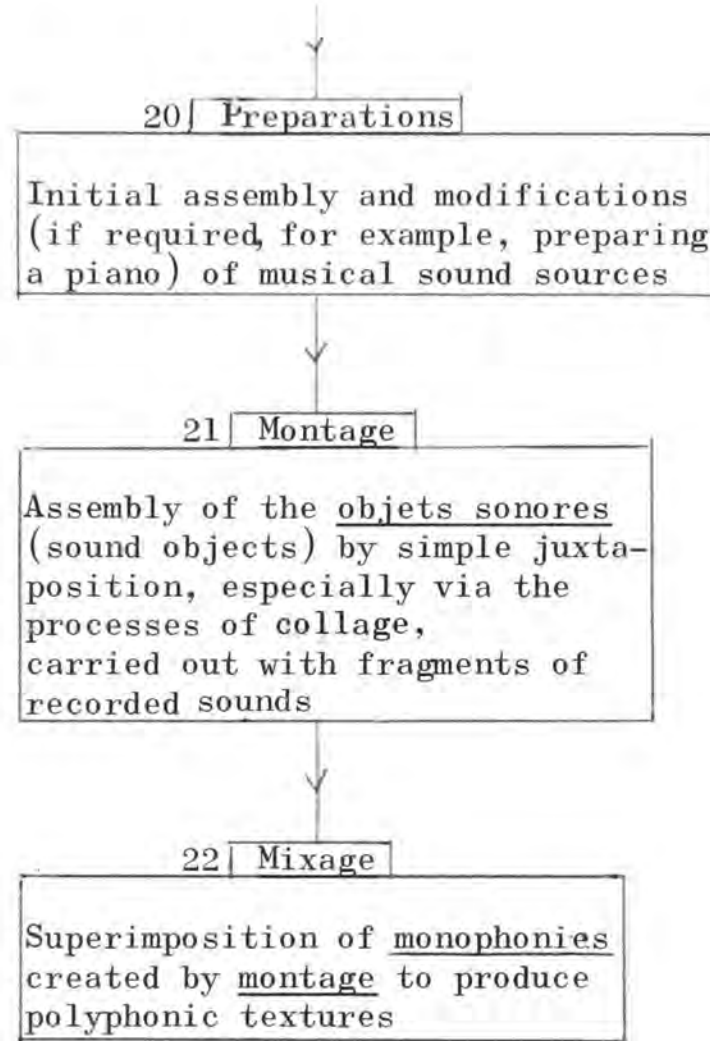 20 Preparations
Initial assembly and modifications
(if required, for example, preparing
a piano) of musical sound sources
21 Montage
Assembly of the objets sonores
(sound objects) by simple juxta-
position, especially via the
processes of collage,
carried out with fragments of
recorded sounds
22 Mixage
Superimposition of monophonies
created by montage to produce
polyphonic textures